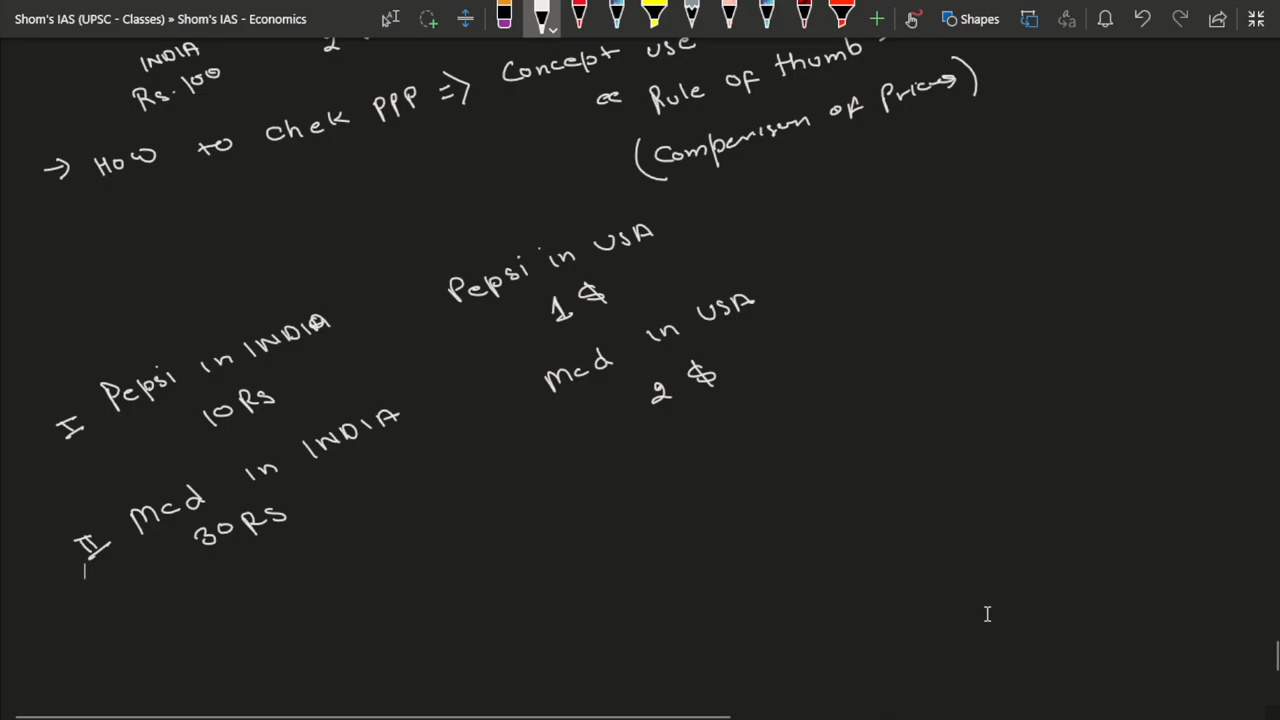 Shom's IAS (UPSC - Classes) » Shom's IAS - Economics
Shapes
INDIA
Rs.100
2
→ How to Chek PPP => Concept use
∝ Rule of thumb
(Comparison of Prices)
Pepsi in USA
1 $
I Pepsi in INDIA
10 Rs
Mcd in USA
2 $
II Mcd in INDIA
30 RS